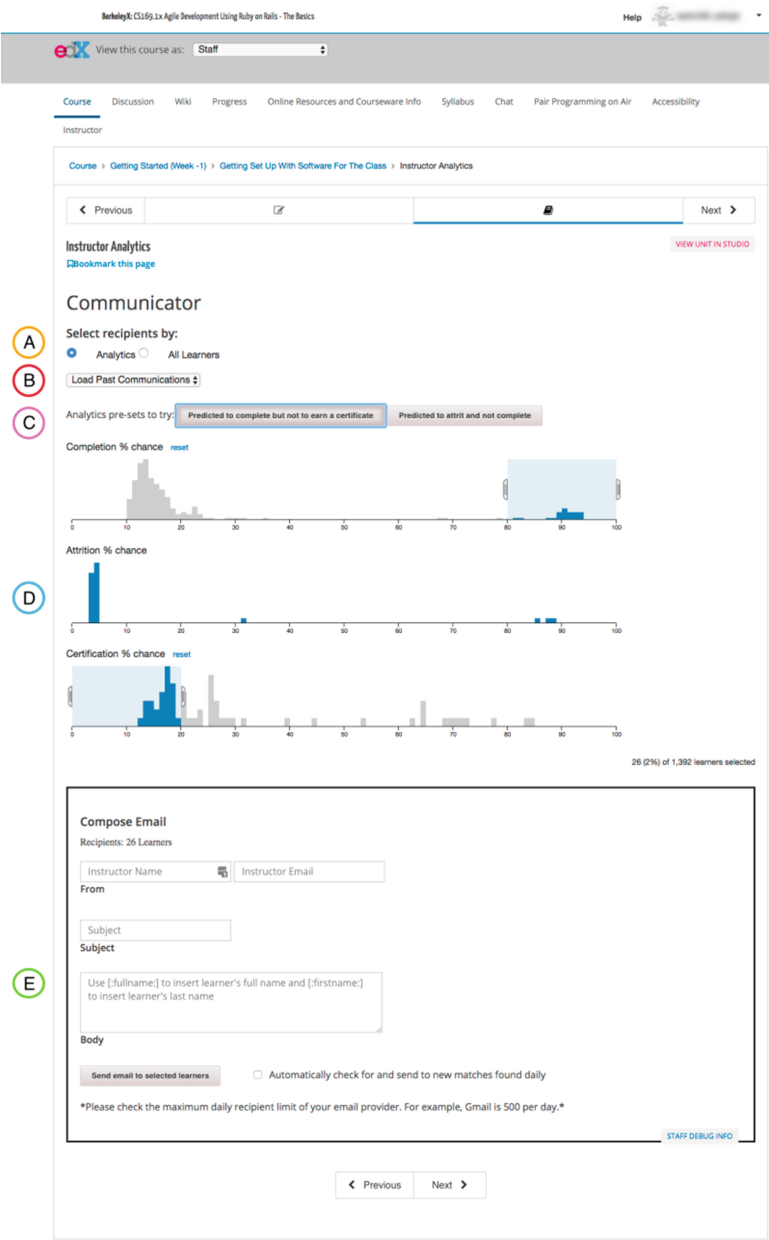 BerkeleyX: CS169.1x Agile Development Using Ruby on Rails - The Basics Help
edX View this course as: Staff
Course Discussion Wiki Progress Online Resources and Courseware Info Syllabus Chat Pair Programming on Air Accessibility
Instructor
Course > Getting Started (Week -1) > Getting Set Up With Software For The Class > Instructor Analytics
Previous Next
Instructor Analytics VIEW UNIT IN STUDIO
Bookmark this page
Communicator
Select recipients by:
A
Analytics All Learners
B Load Past Communications
C Analytics pre-sets to try: Predicted to complete but not to earn a certificate Predicted to attrit and not complete
Completion % chance reset
0 10 20 30 40 50 60 70 80 90 100
Attrition % chance
D
0 10 20 30 40 50 60 70 80 90 100
Certification % chance reset
0 10 20 30 40 50 60 70 80 90 100
26 (2%) of 1,392 learners selected
Compose Email
Recipients: 26 Learners
Instructor Name Instructor Email
From
Subject
Subject
E
Use [:fullname:] to insert learner's full name and [:firstname:]
to insert learner's last name
Body
Send email to selected learners Automatically check for and send to new matches found daily
*Please check the maximum daily recipient limit of your email provider. For example, Gmail is 500 per day.*
STAFF DEBUG INFO
Previous Next